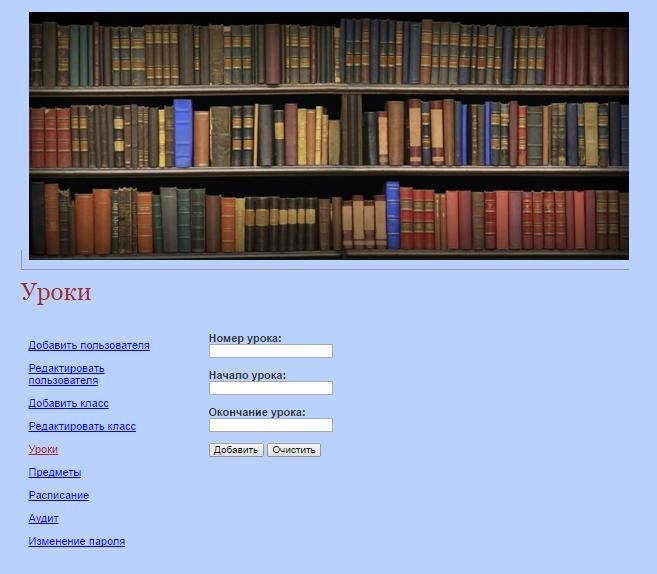 Уроки
Добавить пользователя
Редактировать
пользователя
Добавить класс
Редактировать класс
Уроки
Предметы
Расписание
Аудит
Изменение пароля
Номер урока:
Начало урока:
Окончание урока:
Добавить Очистить